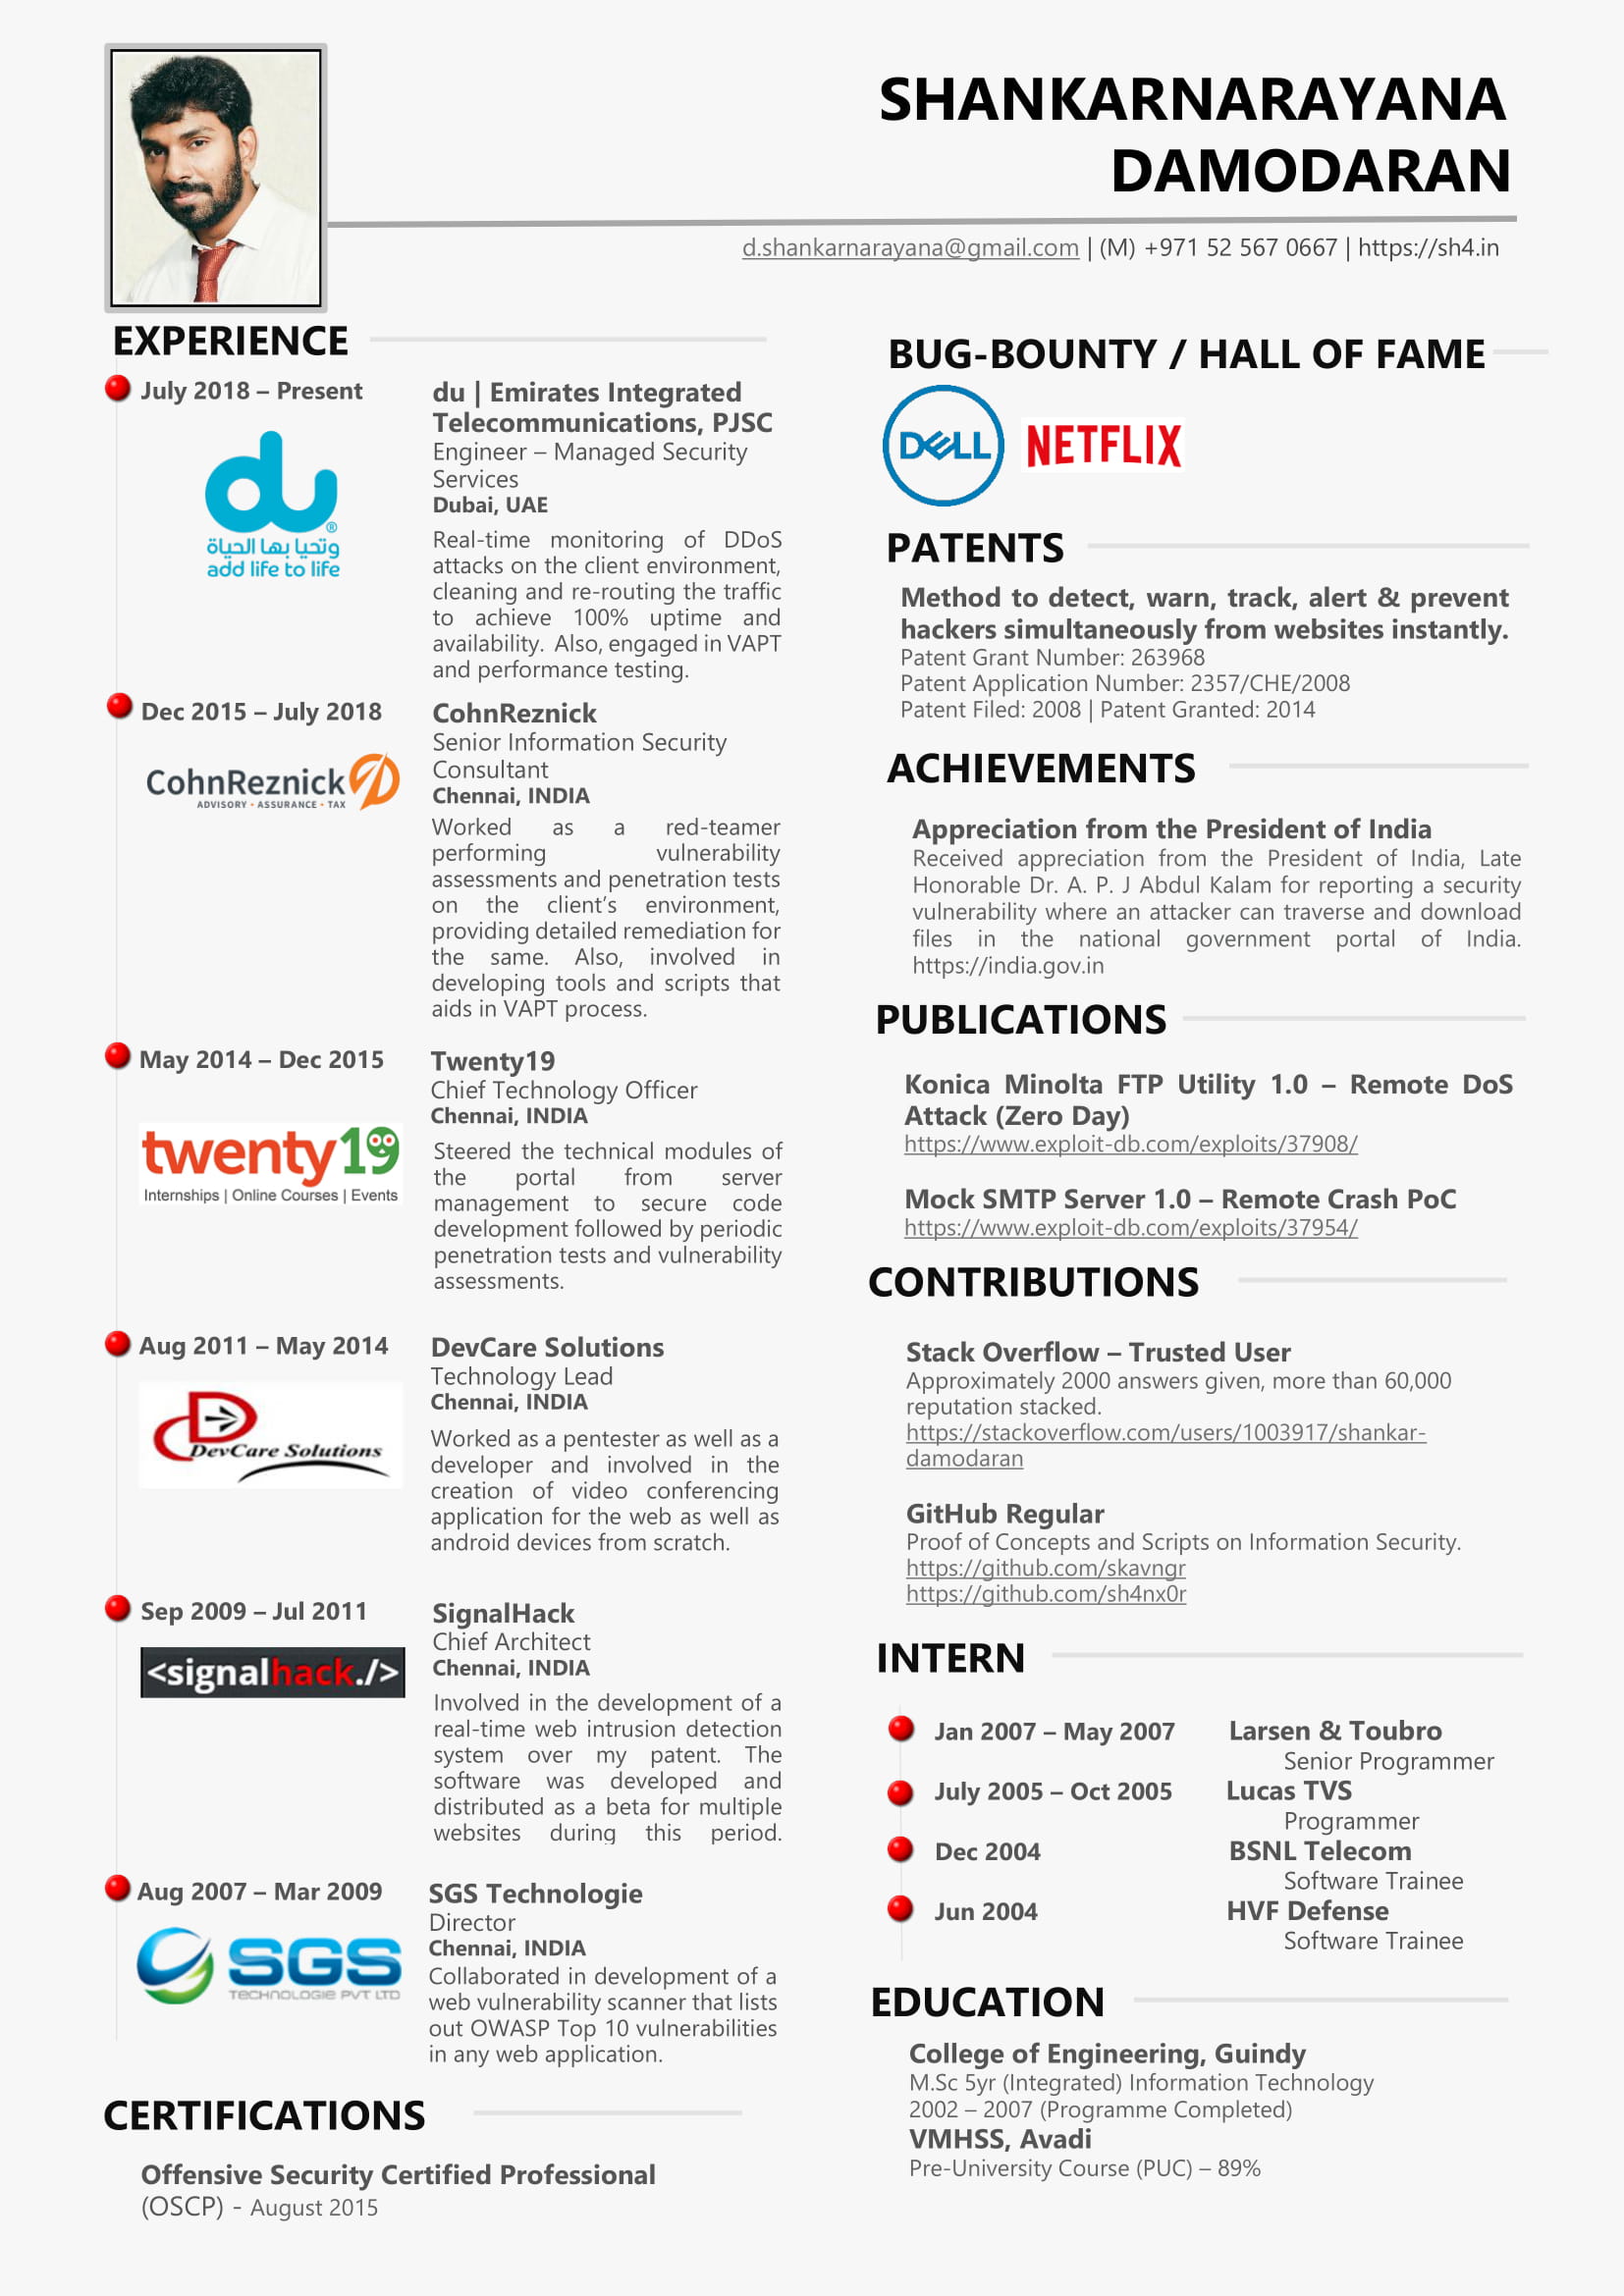 SHANKARNARAYANA
DAMODARAN
d.shankarnarayana@gmail.com | (M) +971 52 567 0667 | https://sh4.in
EXPERIENCE
July 2018 – Present
du®
وتحيا بها الحياة
add life to life
du | Emirates Integrated
Telecommunications, PJSC
Engineer – Managed Security
Services
Dubai, UAE
Real-time monitoring of DDoS
attacks on the client environment,
cleaning and re-routing the traffic
to achieve 100% uptime and
availability. Also, engaged in VAPT
and performance testing.
Dec 2015 – July 2018
CohnReznick
ADVISORY • ASSURANCE • TAX
CohnReznick
Senior Information Security
Consultant
Chennai, INDIA
Worked as a red-teamer
performing vulnerability
assessments and penetration tests
on the client’s environment,
providing detailed remediation for
the same. Also, involved in
developing tools and scripts that
aids in VAPT process.
May 2014 – Dec 2015
twenty19
Internships | Online Courses | Events
Twenty19
Chief Technology Officer
Chennai, INDIA
Steered the technical modules of
the portal from server
management to secure code
development followed by periodic
penetration tests and vulnerability
assessments.
Aug 2011 – May 2014
DevCare Solutions
DevCare Solutions
Technology Lead
Chennai, INDIA
Worked as a pentester as well as a
developer and involved in the
creation of video conferencing
application for the web as well as
android devices from scratch.
Sep 2009 – Jul 2011
<signalhack./>
SignalHack
Chief Architect
Chennai, INDIA
Involved in the development of a
real-time web intrusion detection
system over my patent. The
software was developed and
distributed as a beta for multiple
websites during this period.
Aug 2007 – Mar 2009
SGS
TECHNOLOGIE PVT LTD
SGS Technologie
Director
Chennai, INDIA
Collaborated in development of a
web vulnerability scanner that lists
out OWASP Top 10 vulnerabilities
in any web application.
CERTIFICATIONS
Offensive Security Certified Professional
(OSCP) - August 2015
BUG-BOUNTY / HALL OF FAME
DELL NETFLIX
PATENTS
Method to detect, warn, track, alert & prevent
hackers simultaneously from websites instantly.
Patent Grant Number: 263968
Patent Application Number: 2357/CHE/2008
Patent Filed: 2008 | Patent Granted: 2014
ACHIEVEMENTS
Appreciation from the President of India
Received appreciation from the President of India, Late
Honorable Dr. A. P. J Abdul Kalam for reporting a security
vulnerability where an attacker can traverse and download
files in the national government portal of India.
https://india.gov.in
PUBLICATIONS
Konica Minolta FTP Utility 1.0 – Remote DoS
Attack (Zero Day)
https://www.exploit-db.com/exploits/37908/
Mock SMTP Server 1.0 – Remote Crash PoC
https://www.exploit-db.com/exploits/37954/
CONTRIBUTIONS
Stack Overflow – Trusted User
Approximately 2000 answers given, more than 60,000
reputation stacked.
https://stackoverflow.com/users/1003917/shankar-
damodaran
GitHub Regular
Proof of Concepts and Scripts on Information Security.
https://github.com/skavngr
https://github.com/sh4nx0r
INTERN
Jan 2007 – May 2007 Larsen & Toubro
Senior Programmer
July 2005 – Oct 2005 Lucas TVS
Programmer
Dec 2004 BSNL Telecom
Software Trainee
Jun 2004 HVF Defense
Software Trainee
EDUCATION
College of Engineering, Guindy
M.Sc 5yr (Integrated) Information Technology
2002 – 2007 (Programme Completed)
VMHSS, Avadi
Pre-University Course (PUC) – 89%